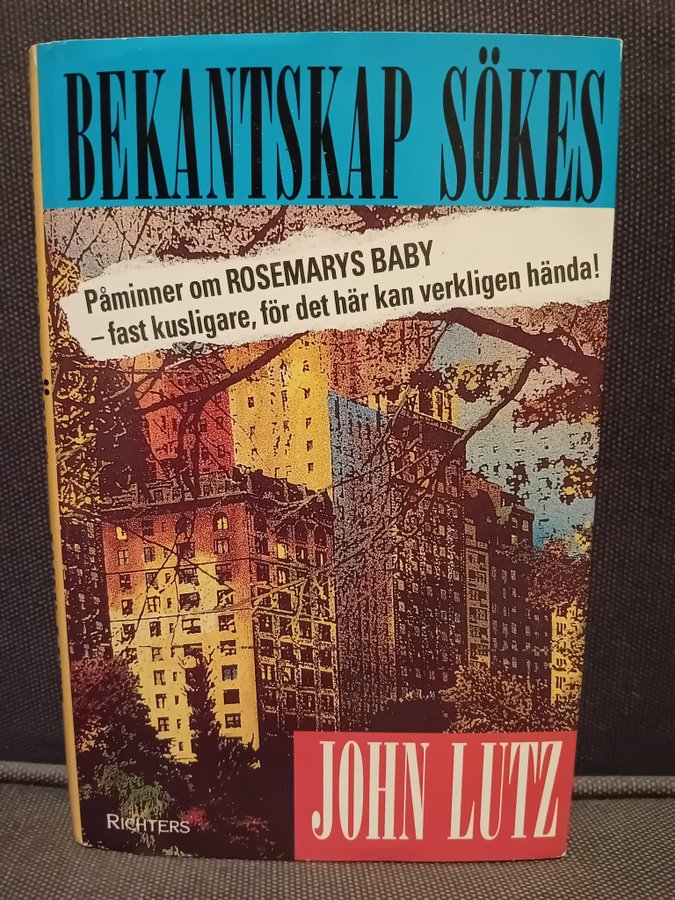 BEKANTSKAP SÖKES
Påminner om ROSEMARYS BABY
– fast kusligare, för det här kan verkligen hända!
JOHN LUTZ
RICHTERS